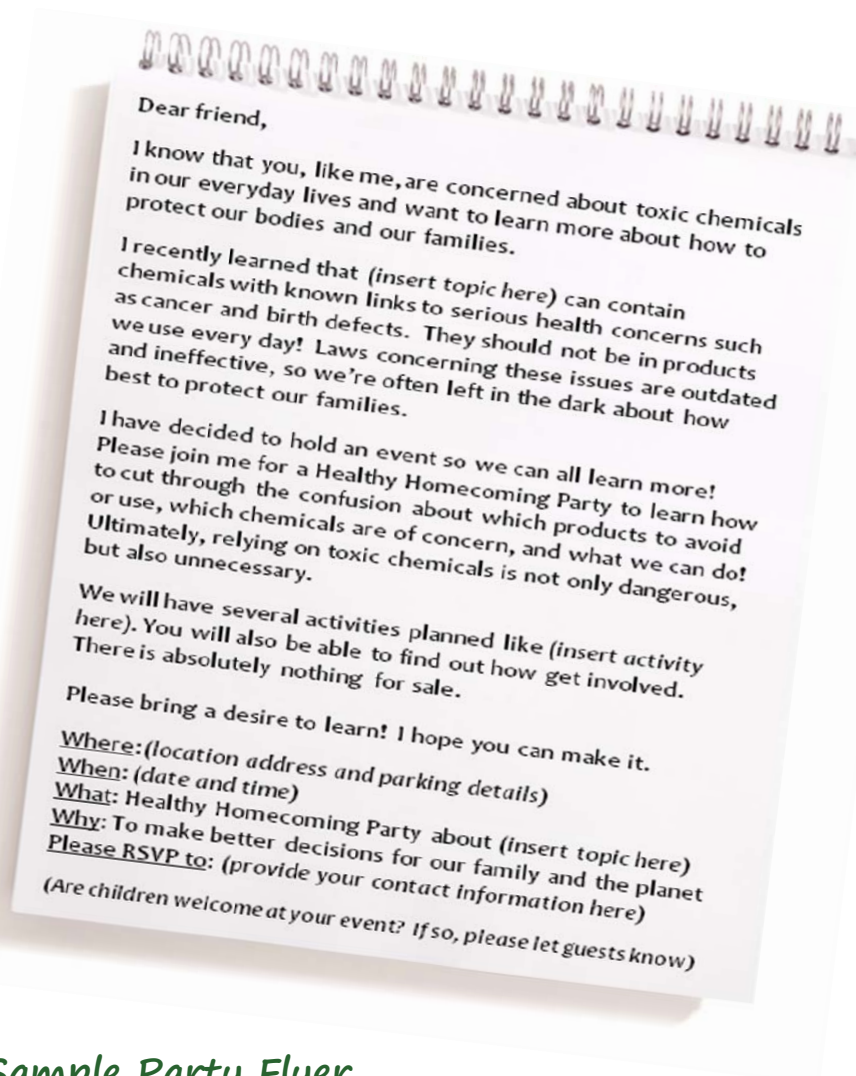 Dear friend,
I know that you, like me, are concerned about toxic chemicals
in our everyday lives and want to learn more about how to
protect our bodies and our families.
I recently learned that (insert topic here) can contain
chemicals with known links to serious health concerns such
as cancer and birth defects. They should not be in products
we use every day! Laws concerning these issues are outdated
and ineffective, so we're often left in the dark about how
best to protect our families.
I have decided to hold an event so we can all learn more!
Please join me for a Healthy Homecoming Party to learn how
to cut through the confusion about which products to avoid
or use, which chemicals are of concern, and what we can do!
Ultimately, relying on toxic chemicals is not only dangerous,
but also unnecessary.
We will have several activities planned like (insert activity
here). You will also be able to find out how get involved.
There is absolutely nothing for sale.
Please bring a desire to learn! I hope you can make it.
Where: (location address and parking details)
When: (date and time)
What: Healthy Homecoming Party about (insert topic here)
Why: To make better decisions for our family and the planet
Please RSVP to: (provide your contact information here)
(Are children welcome at your event? If so, please let guests know)
Sample Party Flyer